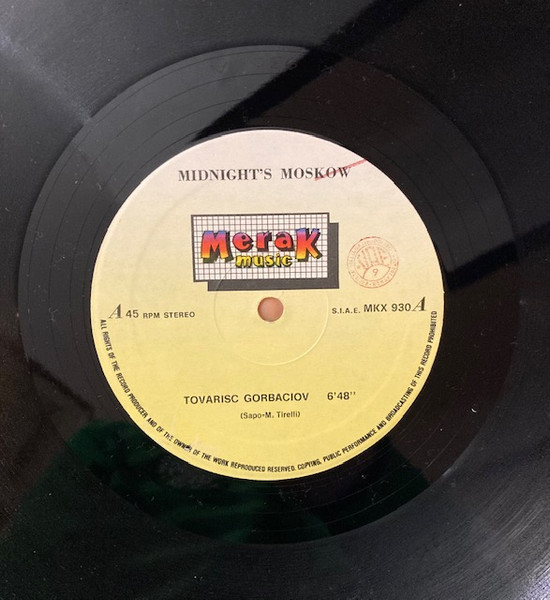 MIDNIGHT'S MOSKOW
Merak
music
SIAE
9
A 45 RPM STEREO
S.I.A.E. MKX 930 A
TOVARISC GORBACIOV 6'48''
(Sapo-M. Tirelli)
ALL RIGHTS OF THE RECORD PRODUCER AND OF THE OWNER OF THE WORK REPRODUCED RESERVED. COPYING, PUBLIC PERFORMANCE AND BROADCASTING OF THIS RECORD PROHIBITED